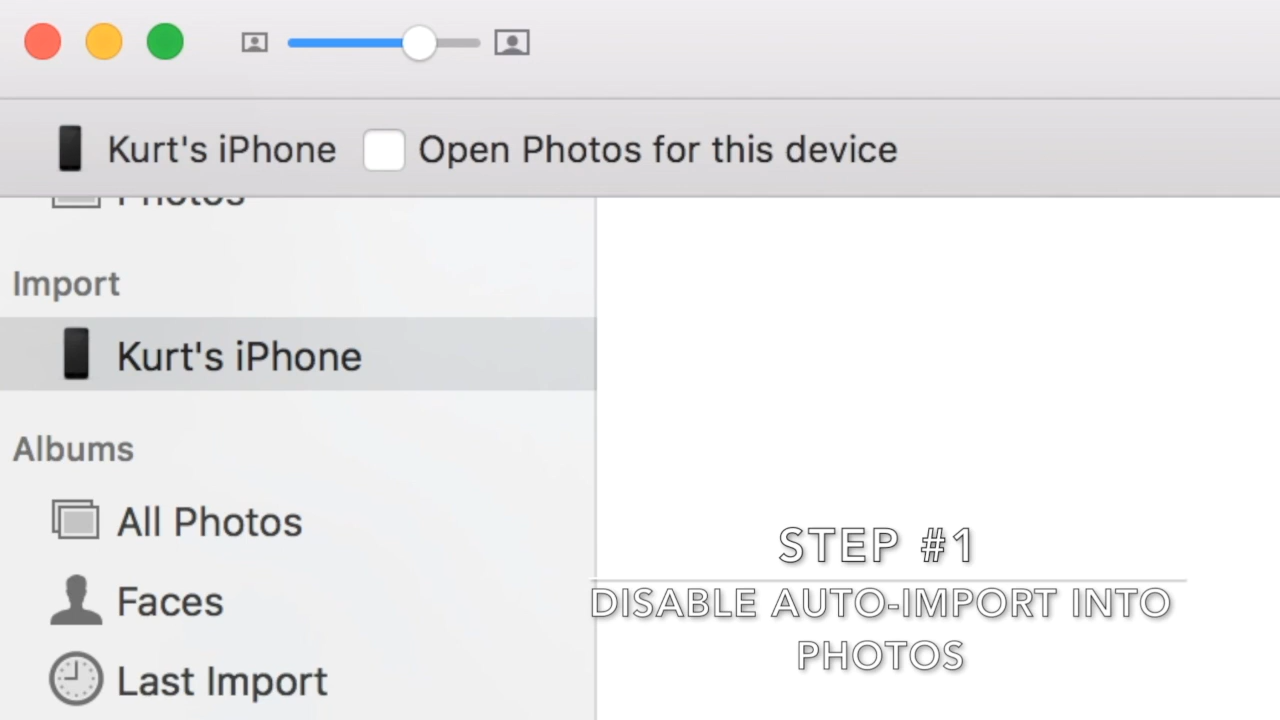 Kurt's iPhone Open Photos for this device
Photos
Import
Kurt's iPhone
Albums
All Photos
Faces
Last Import
STEP #1
DISABLE AUTO-IMPORT INTO
PHOTOS